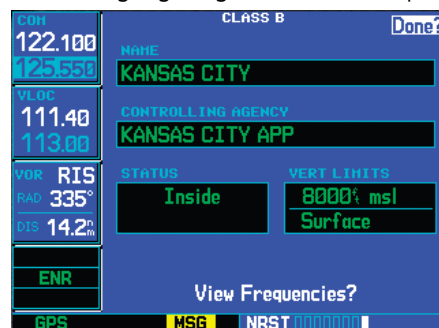 COM
122.100
125.550
VLOC
111.40
113.00
VOR RIS
RAD 335°
DIS 14.2nm
ENR
GPS
CLASS B
Done?
NAME
KANSAS CITY
CONTROLLING AGENCY
KANSAS CITY APP
STATUS
Inside
VERT LIMITS
8000ft msl
Surface
View Frequencies?
MSG
NRST